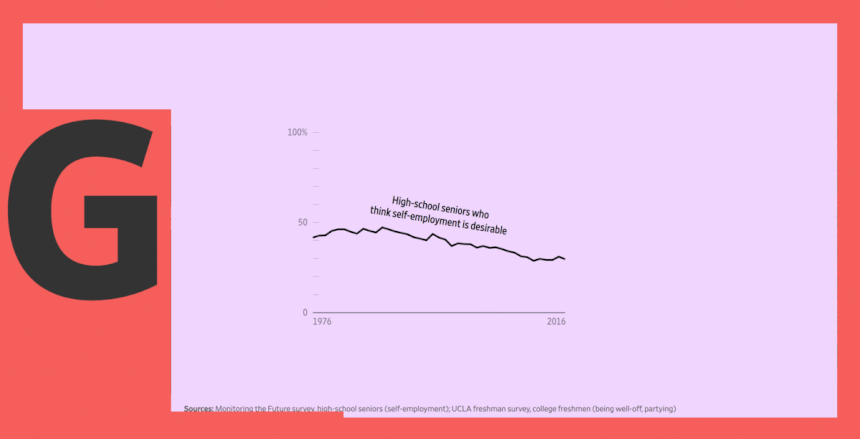 G
100%
High-school seniors who
think self-employment is desirable
50
0
1976
2016
Sources: Monitoring the Future survey, high-school seniors (self-employment); UCLA freshman survey, college freshmen (being well-off, partying)